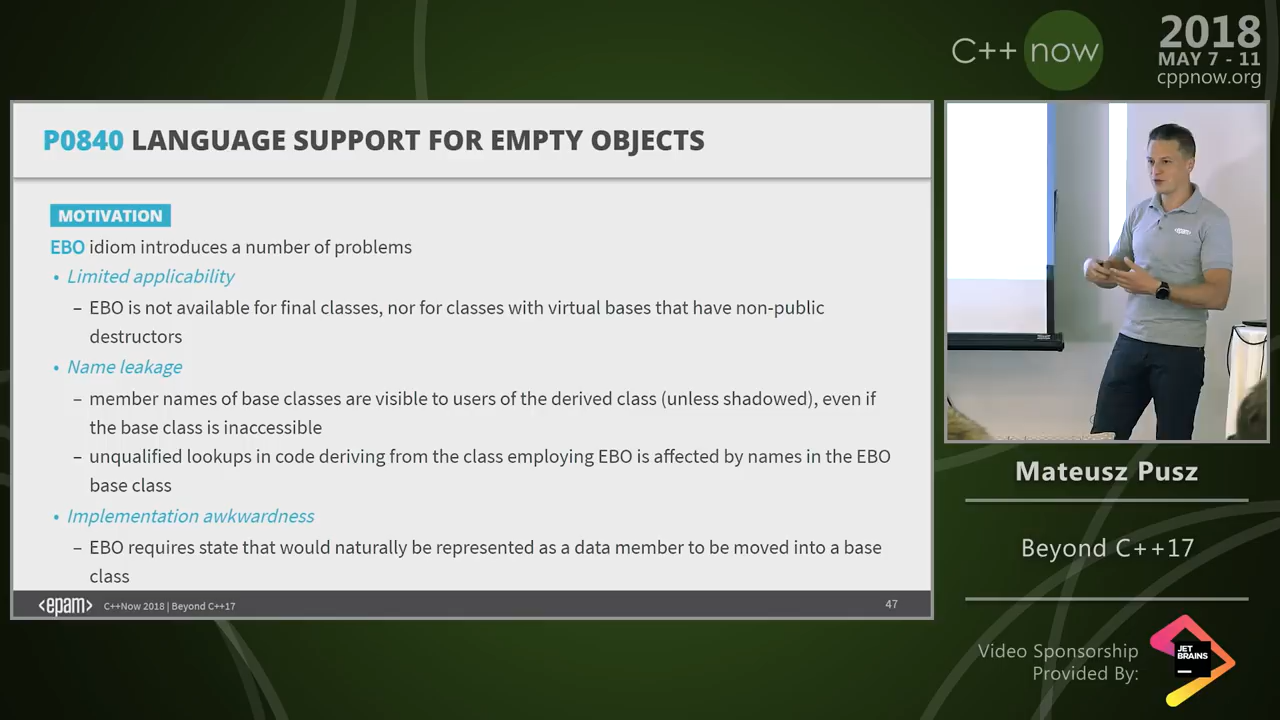 C++ now
2018
MAY 7 - 11
cppnow.org
P0840 LANGUAGE SUPPORT FOR EMPTY OBJECTS
MOTIVATION
EBO idiom introduces a number of problems
• Limited applicability
– EBO is not available for final classes, nor for classes with virtual bases that have non-public
destructors
• Name leakage
– member names of base classes are visible to users of the derived class (unless shadowed), even if
the base class is inaccessible
– unqualified lookups in code deriving from the class employing EBO is affected by names in the EBO
base class
• Implementation awkwardness
– EBO requires state that would naturally be represented as a data member to be moved into a base
class
<epam> C++Now 2018 | Beyond C++17
47
Mateusz Pusz
Beyond C++17
Video Sponsorship
Provided By:
JET
BRAINS